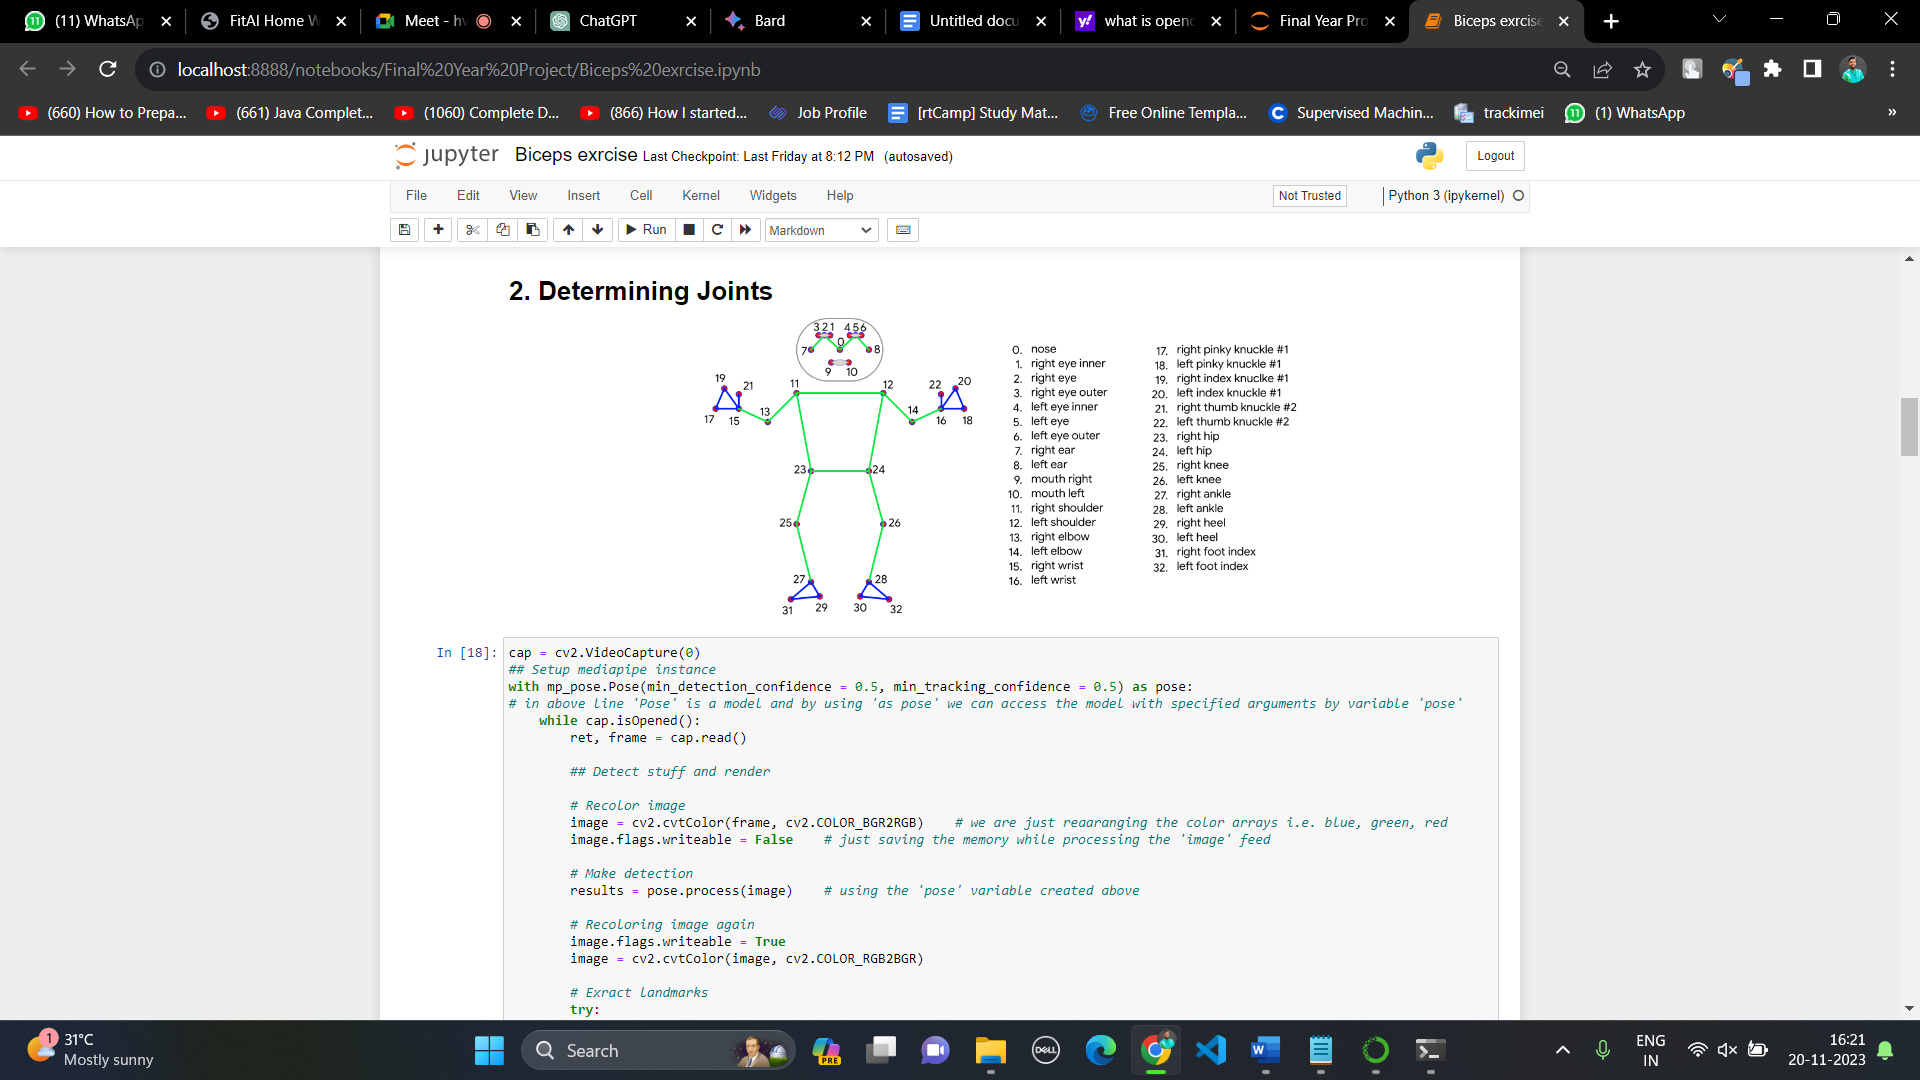 (11) WhatsAp
FitAI Home W
Meet - hv
ChatGPT
Bard
Untitled docu
what is openc
Final Year Pro
Biceps exrcise
localhost:8888/notebooks/Final%20Year%20Project/Biceps%20exrcise.ipynb
(660) How to Prepa...
(661) Java Complet...
(1060) Complete D...
(866) How I started...
Job Profile
[rtCamp] Study Mat...
Free Online Templa...
Supervised Machin...
trackimei
(1) WhatsApp
»
jupyter Biceps exrcise Last Checkpoint: Last Friday at 8:12 PM (autosaved)
Logout
File Edit View Insert Cell Kernel Widgets Help
Not Trusted
Python 3 (ipykernel)
Run
Markdown
2. Determining Joints
3 2 1 4 5 6
0
7 8
9 10
19 21 11 12 22 20
13 14
17 15 16 18
23 24
25 26
27 28
31 29 30 32
0. nose
1. right eye inner
2. right eye
3. right eye outer
4. left eye inner
5. left eye
6. left eye outer
7. right ear
8. left ear
9. mouth right
10. mouth left
11. right shoulder
12. left shoulder
13. right elbow
14. left elbow
15. right wrist
16. left wrist
17. right pinky knuckle #1
18. left pinky knuckle #1
19. right index knuclke #1
20. left index knuckle #1
21. right thumb knuckle #2
22. left thumb knuckle #2
23. right hip
24. left hip
25. right knee
26. left knee
27. right ankle
28. left ankle
29. right heel
30. left heel
31. right foot index
32. left foot index
In [18]:
cap = cv2.VideoCapture(0)
## Setup mediapipe instance
with mp_pose.Pose(min_detection_confidence = 0.5, min_tracking_confidence = 0.5) as pose:
# in above line 'Pose' is a model and by using 'as pose' we can access the model with specified arguments by variable 'pose'
while cap.isOpened():
ret, frame = cap.read()
## Detect stuff and render
# Recolor image
image = cv2.cvtColor(frame, cv2.COLOR_BGR2RGB) # we are just reaaranging the color arrays i.e. blue, green, red
image.flags.writeable = False # just saving the memory while processing the 'image' feed
# Make detection
results = pose.process(image) # using the 'pose' variable created above
# Recoloring image again
image.flags.writeable = True
image = cv2.cvtColor(image, cv2.COLOR_RGB2BGR)
# Exract landmarks
try:
1
31°C
Mostly sunny
Search
PRE
DELL
ENG
IN
16:21
20-11-2023